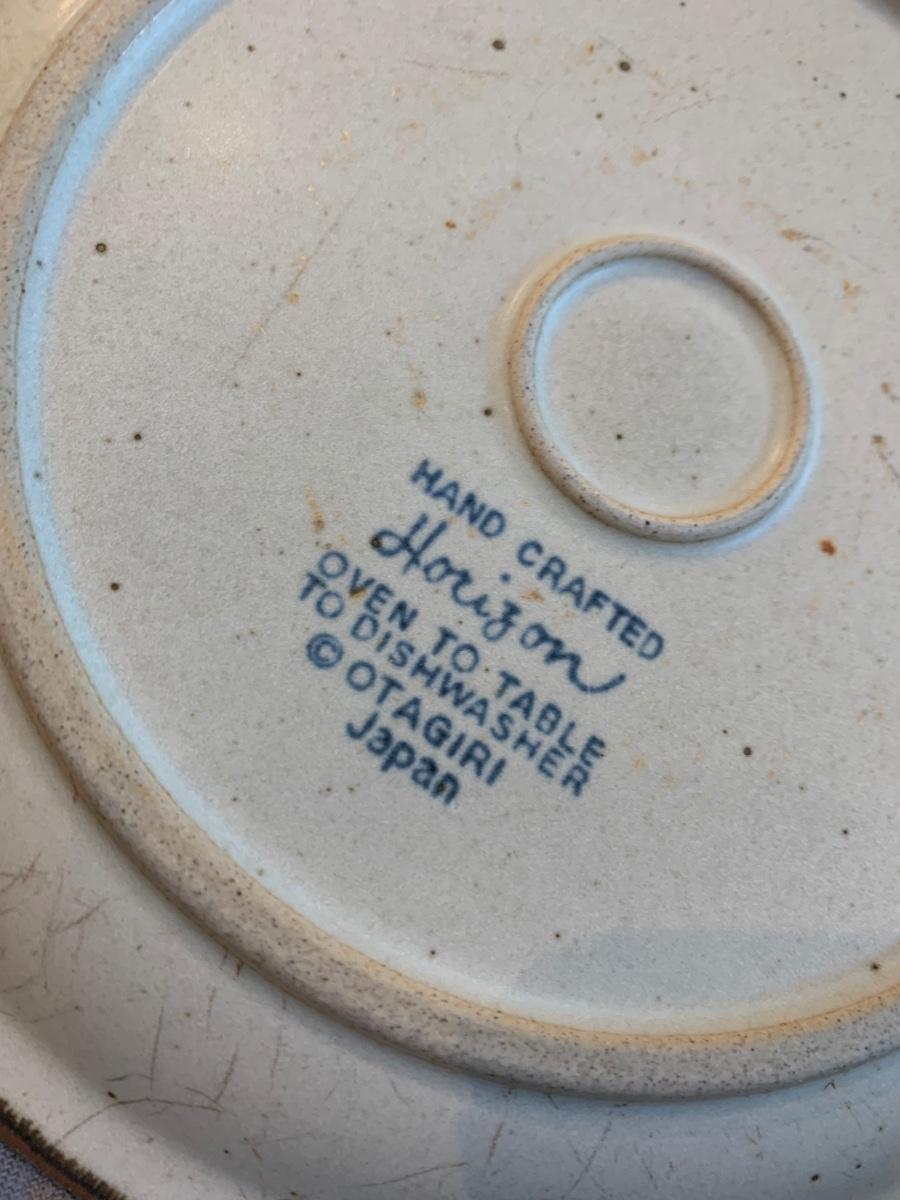 HAND CRAFTED
Horizon
OVEN TO TABLE
TO DISHWASHER
© OTAGIRI
Japan